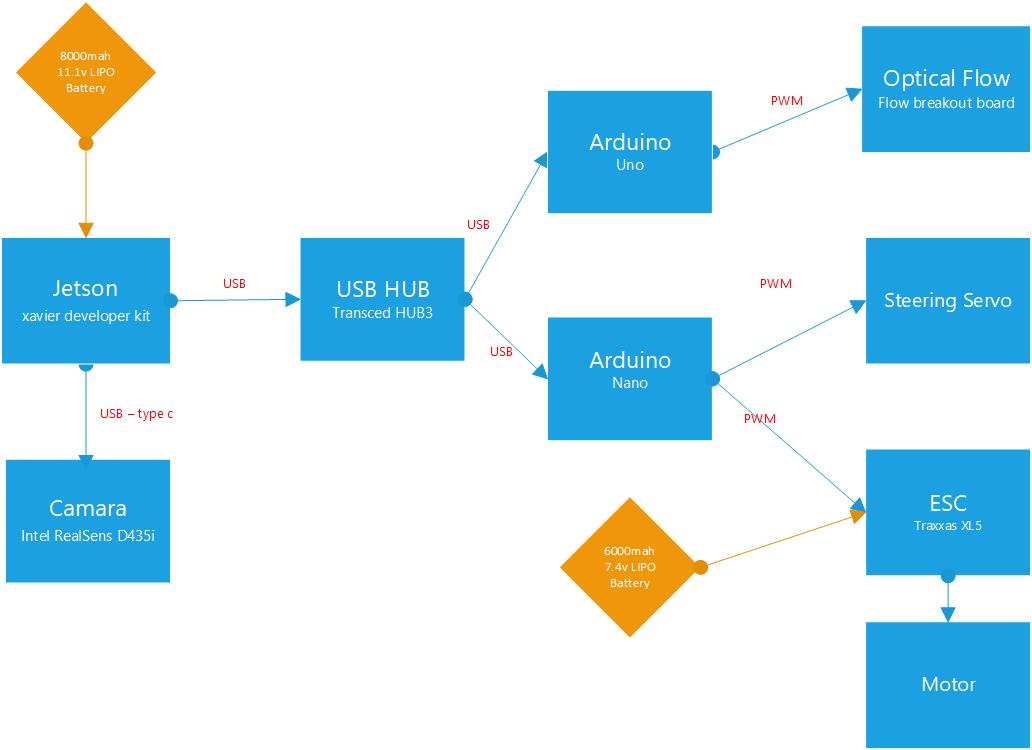 8000mah
11.1v LIPO
Battery
Optical Flow
Flow breakout board
PWM
Arduino
Uno
USB
Jetson
xavier developer kit
USB
USB HUB
Transced HUB3
PWM
Steering Servo
USB
Arduino
Nano
USB – type c
PWM
Camara
Intel RealSens D435i
ESC
Traxxas XL5
6000mah
7.4v LIPO
Battery
Motor